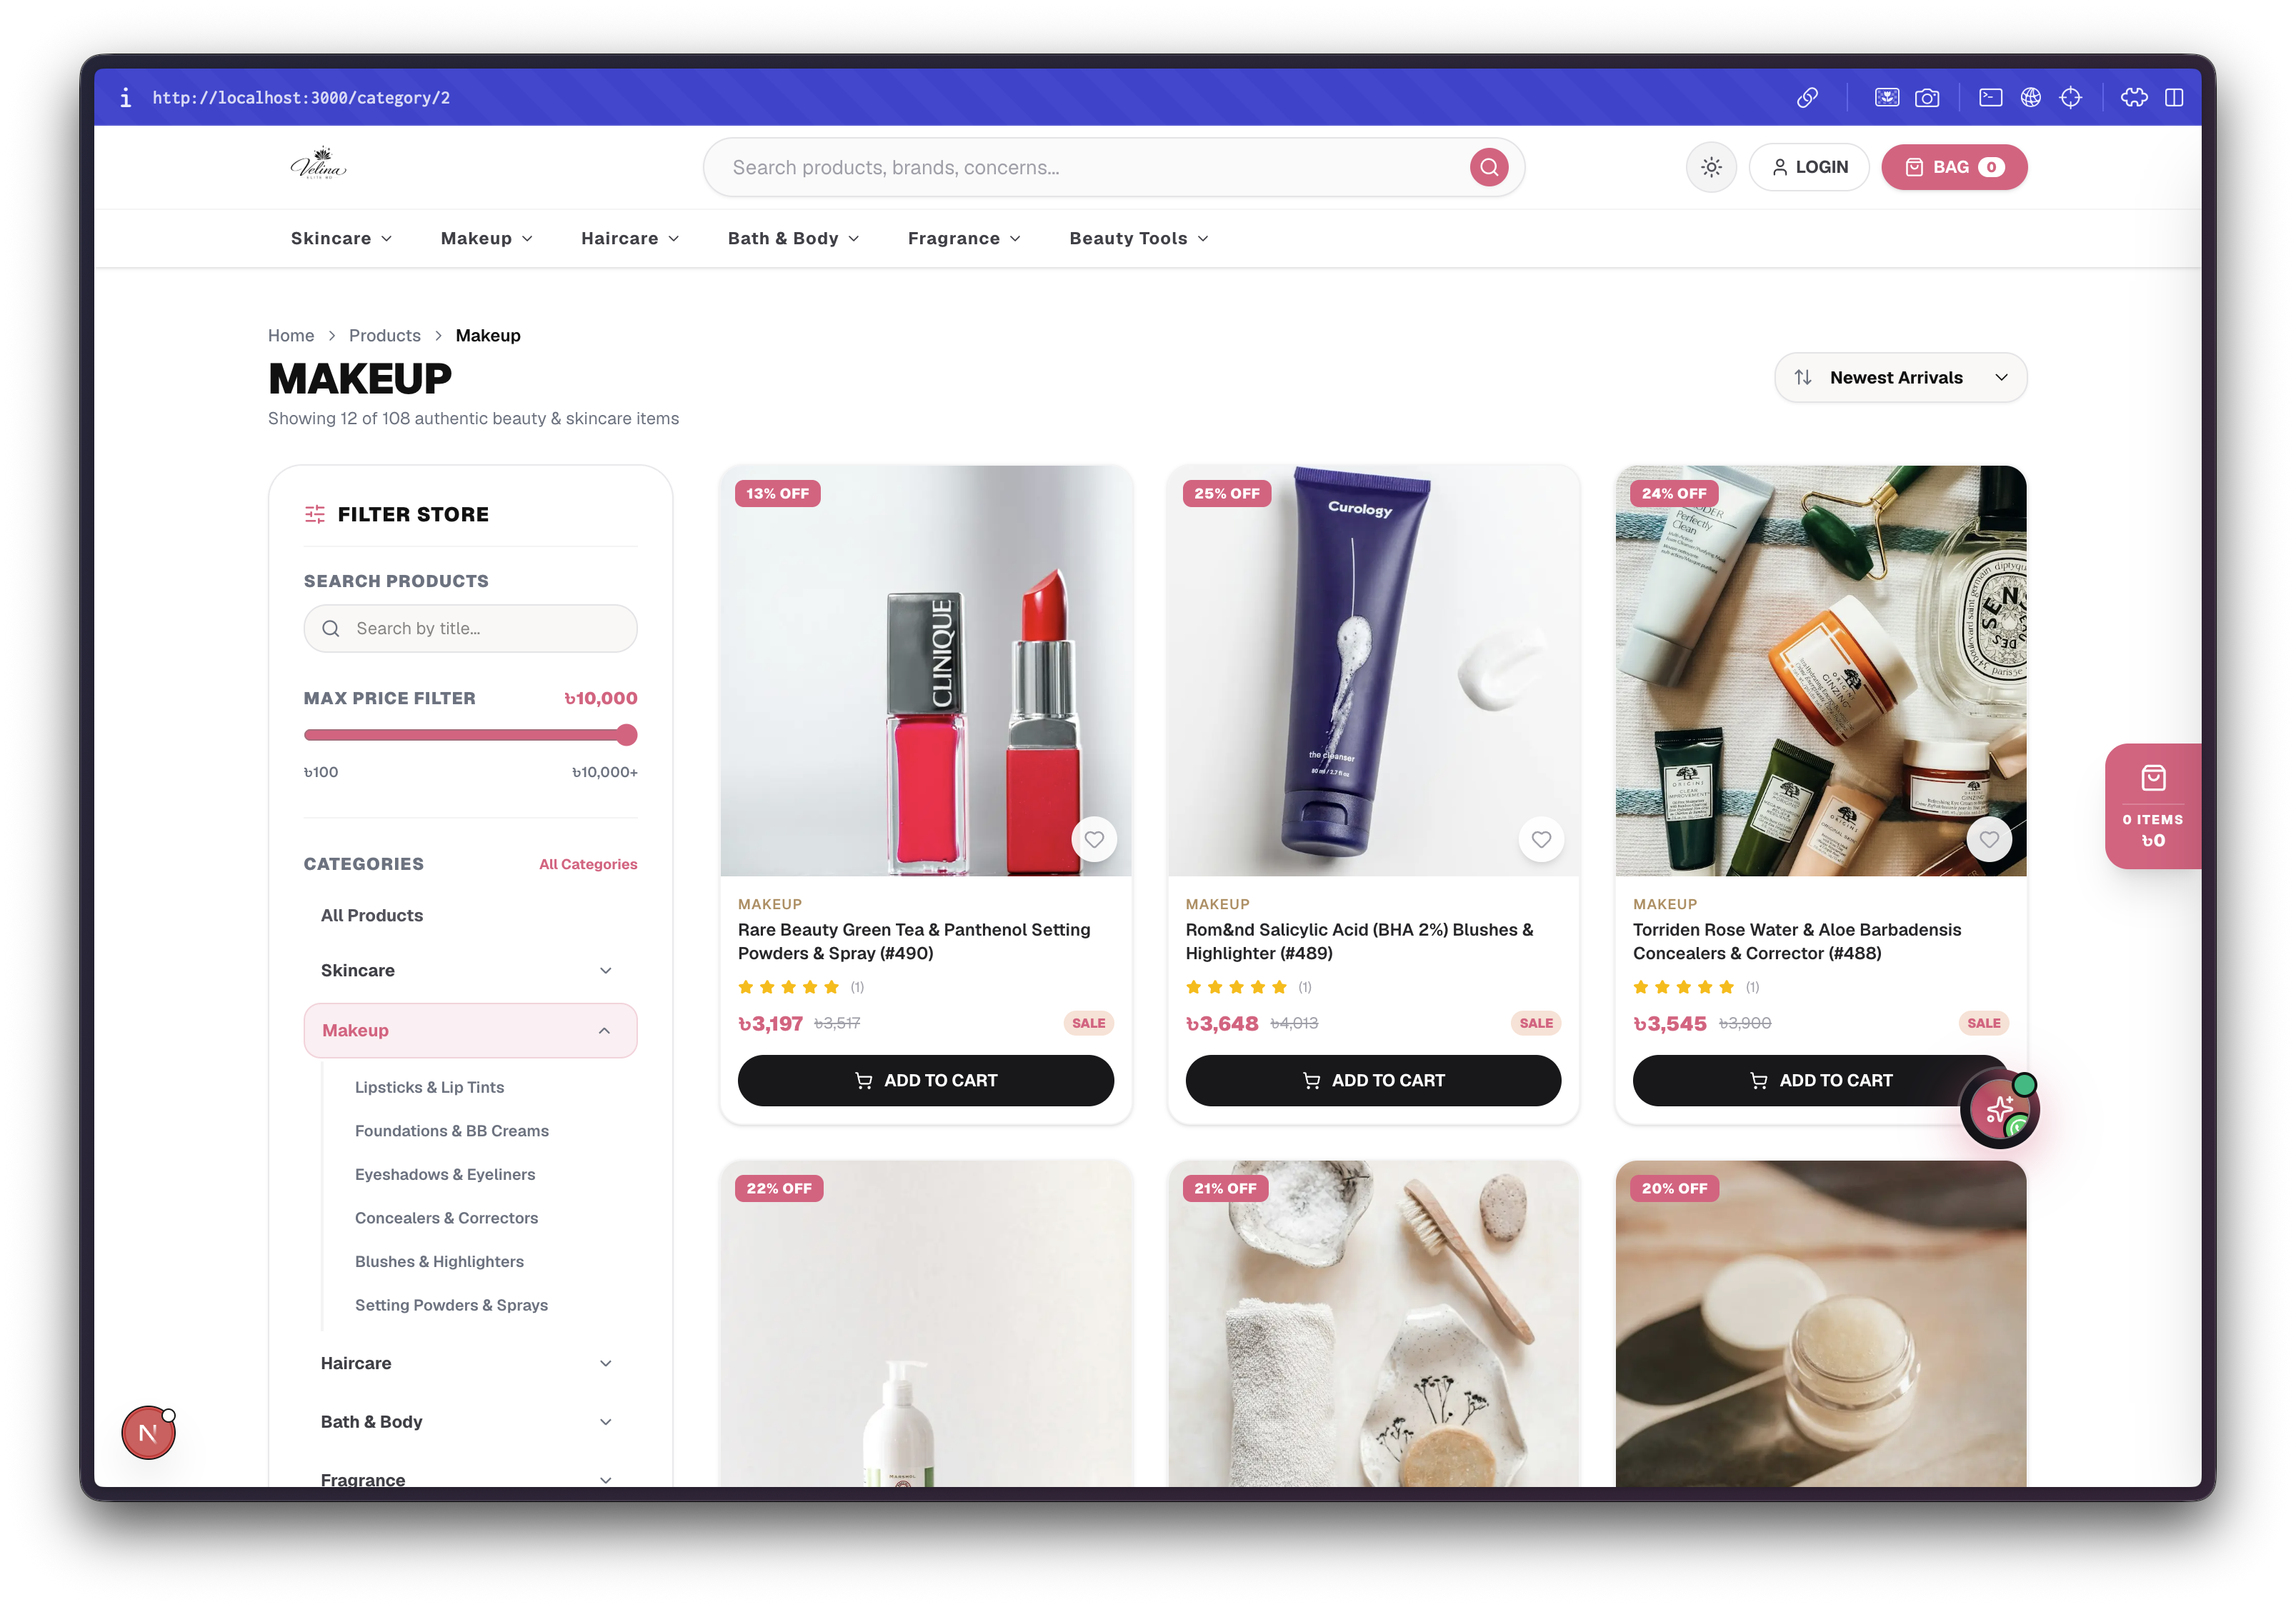 http://localhost:3000/category/2
Velina
Search products, brands, concerns...
LOGIN
BAG 0
Skincare
Makeup
Haircare
Bath & Body
Fragrance
Beauty Tools
Home > Products > Makeup
MAKEUP
Showing 12 of 108 authentic beauty & skincare items
Newest Arrivals
FILTER STORE
SEARCH PRODUCTS
Search by title...
MAX PRICE FILTER ৳10,000
৳100 ৳10,000+
CATEGORIES All Categories
All Products
Skincare
Makeup
Lipsticks & Lip Tints
Foundations & BB Creams
Eyeshadows & Eyeliners
Concealers & Correctors
Blushes & Highlighters
Setting Powders & Sprays
Haircare
Bath & Body
Fragrance
13% OFF
CLINIQUE
MAKEUP
Rare Beauty Green Tea & Panthenol Setting
Powders & Spray (#490)
(1)
৳3,197 ৳3,517 SALE
ADD TO CART
25% OFF
Curology
the cleanser
MAKEUP
Rom&nd Salicylic Acid (BHA 2%) Blushes &
Highlighter (#489)
(1)
৳3,648 ৳4,013 SALE
ADD TO CART
24% OFF
Perfectly
Clean
ORIGINS
GINZING
MAKEUP
Torriden Rose Water & Aloe Barbadensis
Concealers & Corrector (#488)
(1)
৳3,545 ৳3,900 SALE
ADD TO CART
0 ITEMS
৳0
22% OFF
21% OFF
20% OFF
N